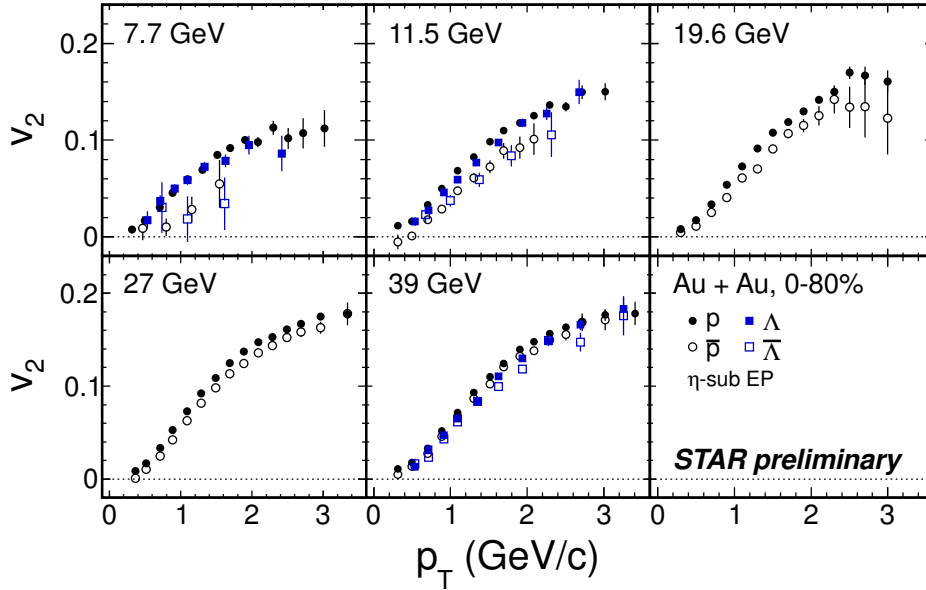 7.7 GeV
11.5 GeV
19.6 GeV
0.2
0.1
0
v2
27 GeV
39 GeV
Au + Au, 0-80%
p Λ
p̅ Λ̅
η-sub EP
STAR preliminary
0.2
0.1
0
v2
0 1 2 3 0 1 2 3 0 1 2 3
pT (GeV/c)